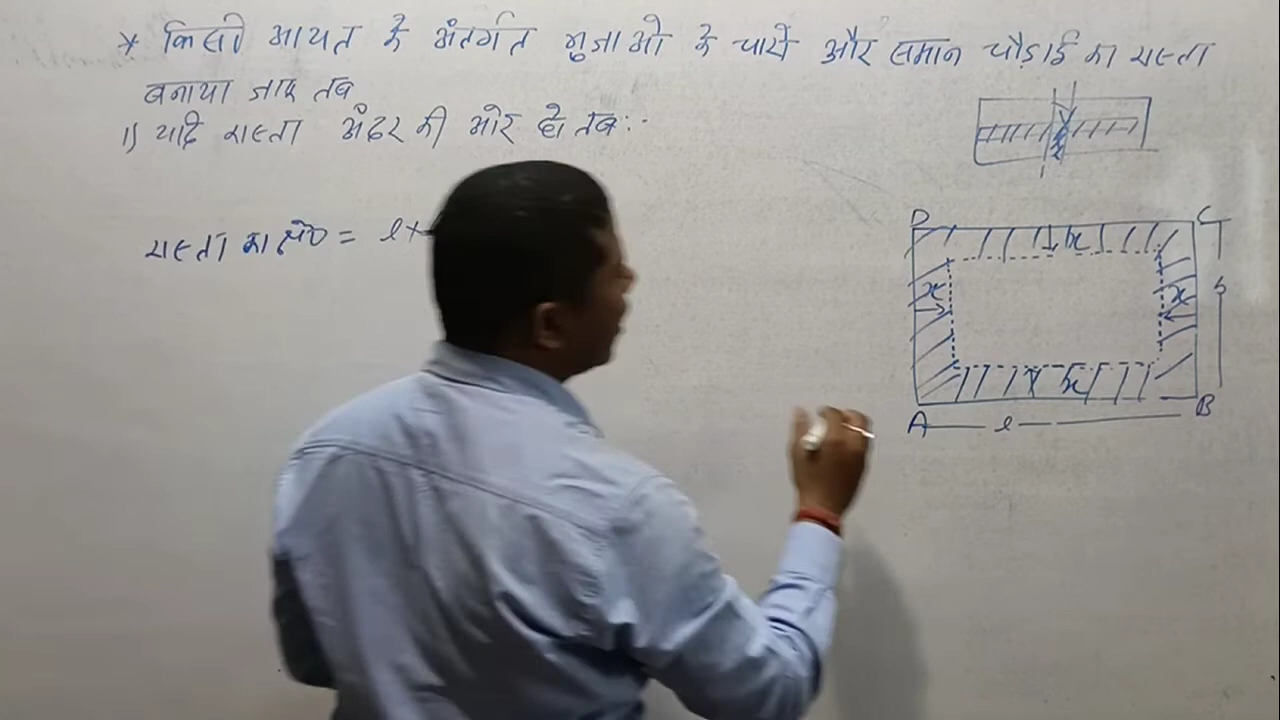 * किसी आयत के अंतर्गत भुजाओ के चारो और समान चौड़ाई का रास्ता
बनाया जाए तब
1) यदि रास्ता अंदर की ओर हो तब :-
रास्ता का क्षे० = l x
D C
x
x x b
x
A l B